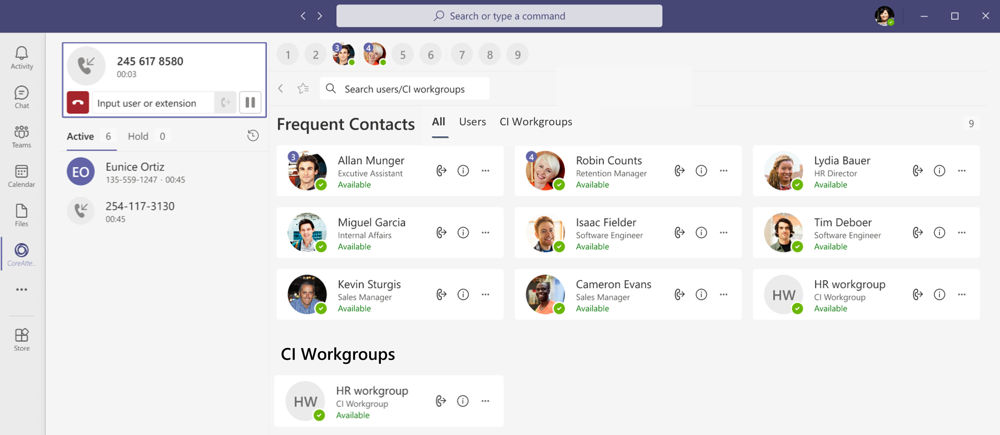 Search or type a command
Activity
Chat
Teams
Calendar
Files
CoreAtte...
Store
245 617 8580
00:03
Input user or extension
Active 6 Hold 0
EO
Eunice Ortiz
135-559-1247 · 00:45
254-117-3130
00:45
1 2 3 4 5 6 7 8 9
Search users/CI workgroups
Frequent Contacts All Users CI Workgroups 9
3
Allan Munger
Excutive Assistant
Available
4
Robin Counts
Retention Manager
Available
Lydia Bauer
HR Director
Available
Miguel Garcia
Internal Affairs
Available
Isaac Fielder
Software Engineer
Available
Tim Deboer
Software Engineer
Available
Kevin Sturgis
Sales Manager
Available
Cameron Evans
Sales Manager
Available
HW
HR workgroup
CI Workgroup
Available
CI Workgroups
HW
HR workgroup
CI Workgroup
Available